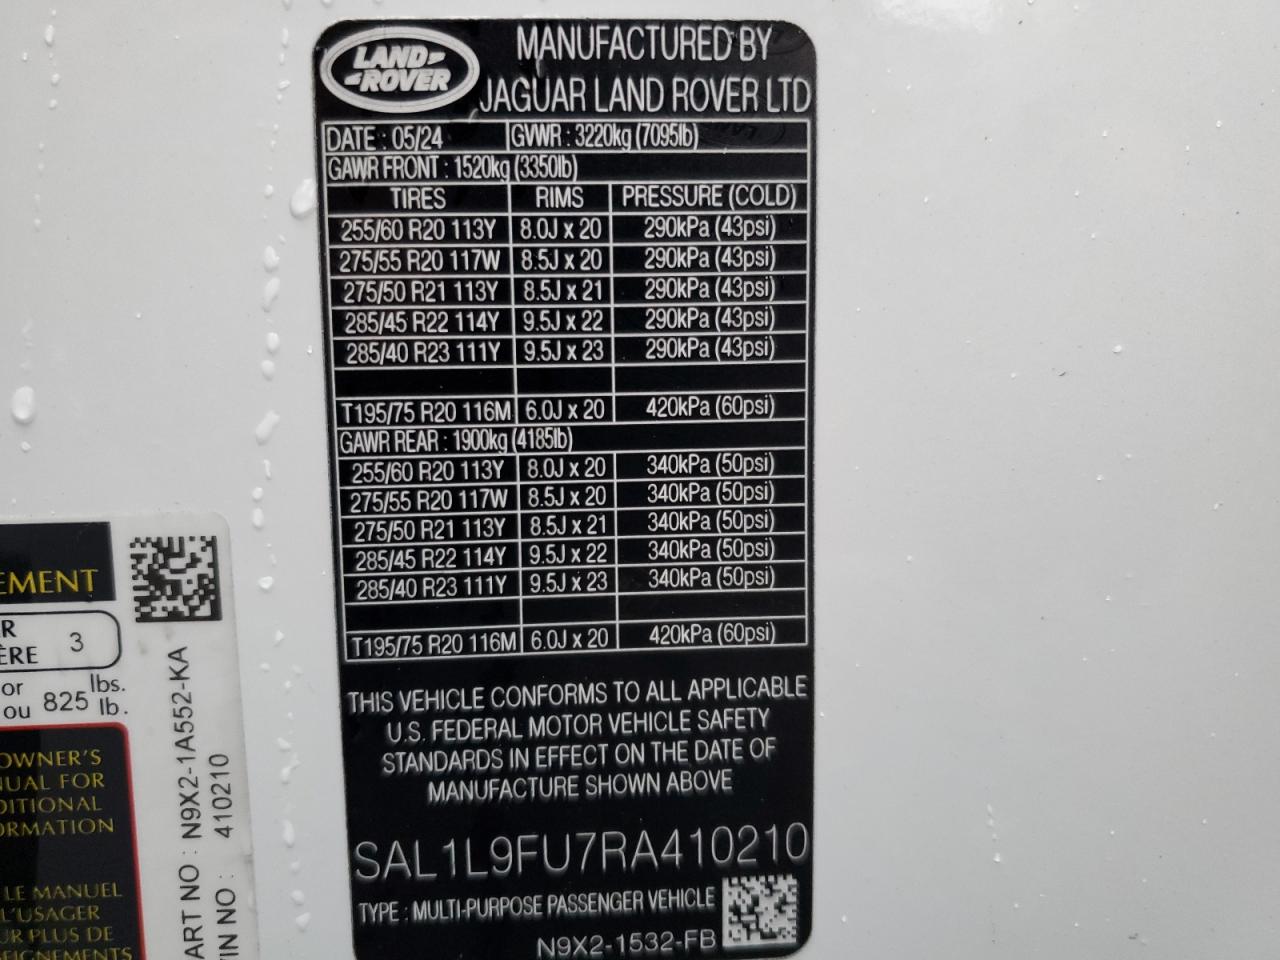 LAND
ROVER
MANUFACTURED BY
JAGUAR LAND ROVER LTD
DATE : 05/24 GVWR : 3220kg (7095lb)
GAWR FRONT : 1520kg (3350lb)
TIRES RIMS PRESSURE (COLD)
255/60 R20 113Y 8.0J x 20 290kPa (43psi)
275/55 R20 117W 8.5J x 20 290kPa (43psi)
275/50 R21 113Y 8.5J x 21 290kPa (43psi)
285/45 R22 114Y 9.5J x 22 290kPa (43psi)
285/40 R23 111Y 9.5J x 23 290kPa (43psi)
T195/75 R20 116M 6.0J x 20 420kPa (60psi)
GAWR REAR : 1900kg (4185lb)
255/60 R20 113Y 8.0J x 20 340kPa (50psi)
275/55 R20 117W 8.5J x 20 340kPa (50psi)
275/50 R21 113Y 8.5J x 21 340kPa (50psi)
285/45 R22 114Y 9.5J x 22 340kPa (50psi)
285/40 R23 111Y 9.5J x 23 340kPa (50psi)
T195/75 R20 116M 6.0J x 20 420kPa (60psi)
THIS VEHICLE CONFORMS TO ALL APPLICABLE
U.S. FEDERAL MOTOR VEHICLE SAFETY
STANDARDS IN EFFECT ON THE DATE OF
MANUFACTURE SHOWN ABOVE
SAL1L9FU7RA410210
TYPE : MULTI-PURPOSE PASSENGER VEHICLE
N9X2-1532-FB
EMENT
R
ÈRE 3
or 825 lbs.
ou lb.
OWNER'S
UAL FOR
DITIONAL
ORMATION
LE MANUEL
L'USAGER
UR PLUS DE
SEIGNEMENTS
ART NO : N9X2-1A552-KA
VIN NO : 410210